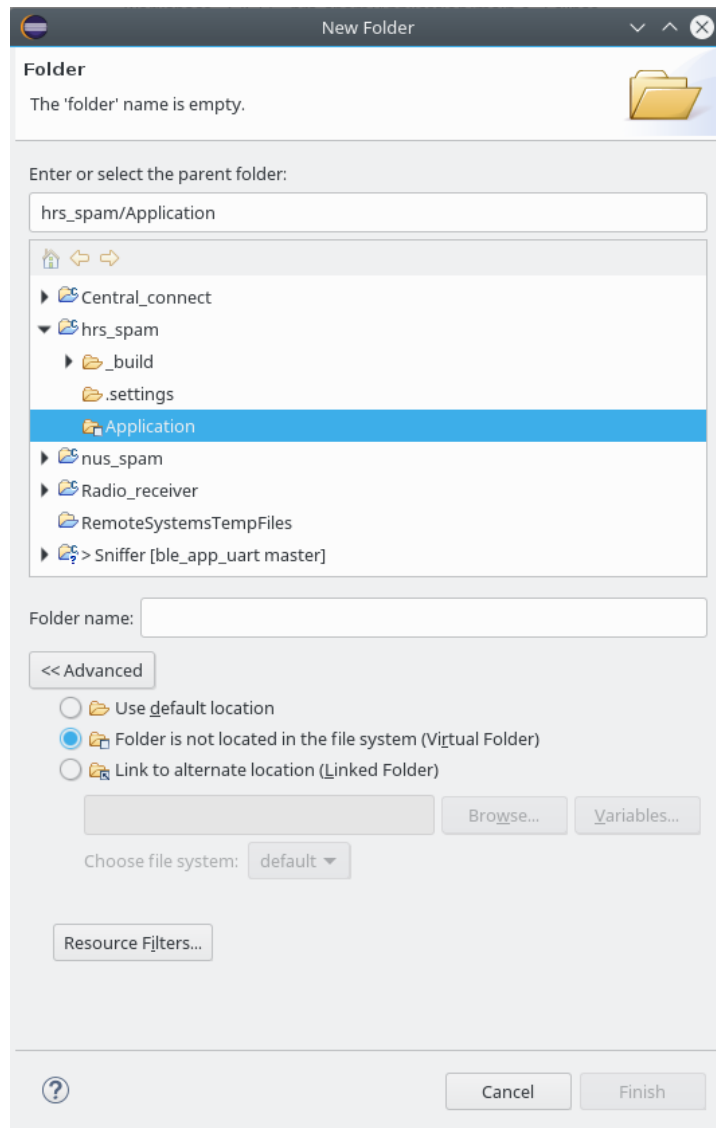 New Folder
Folder
The 'folder' name is empty.
Enter or select the parent folder:
hrs_spam/Application
Central_connect
hrs_spam
_build
.settings
Application
nus_spam
Radio_receiver
RemoteSystemsTempFiles
> Sniffer [ble_app_uart master]
Folder name:
<< Advanced
Use default location
Folder is not located in the file system (Virtual Folder)
Link to alternate location (Linked Folder)
Browse... Variables...
Choose file system: default
Resource Filters...
Cancel Finish